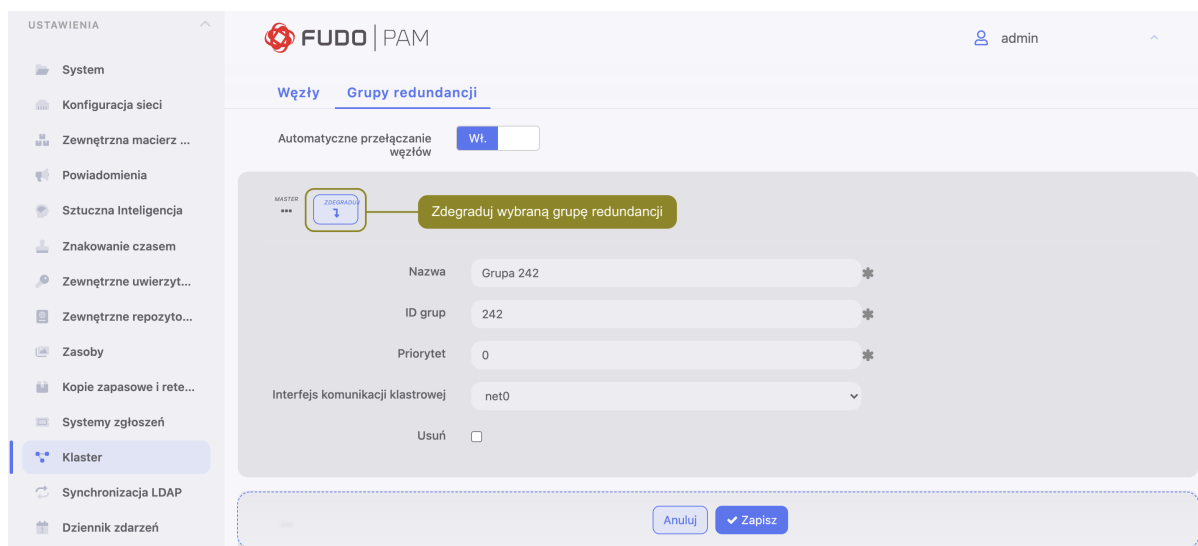 USTAWIENIA
FUDO PAM
admin
System
Konfiguracja sieci
Zewnętrzna macierz ...
Powiadomienia
Sztuczna Inteligencja
Znakowanie czasem
Zewnętrzne uwierzyt...
Zewnętrzne repozyto...
Zasoby
Kopie zapasowe i rete...
Systemy zgłoszeń
Klaster
Synchronizacja LDAP
Dziennik zdarzeń
Węzły Grupy redundancji
Automatyczne przełączanie
węzłów
Wł.
MASTER
ZDEGRADUJ
Zdegraduj wybraną grupę redundancji
Nazwa Grupa 242
ID grup 242
Priorytet 0
Interfejs komunikacji klastrowej net0
Usuń
Anuluj Zapisz